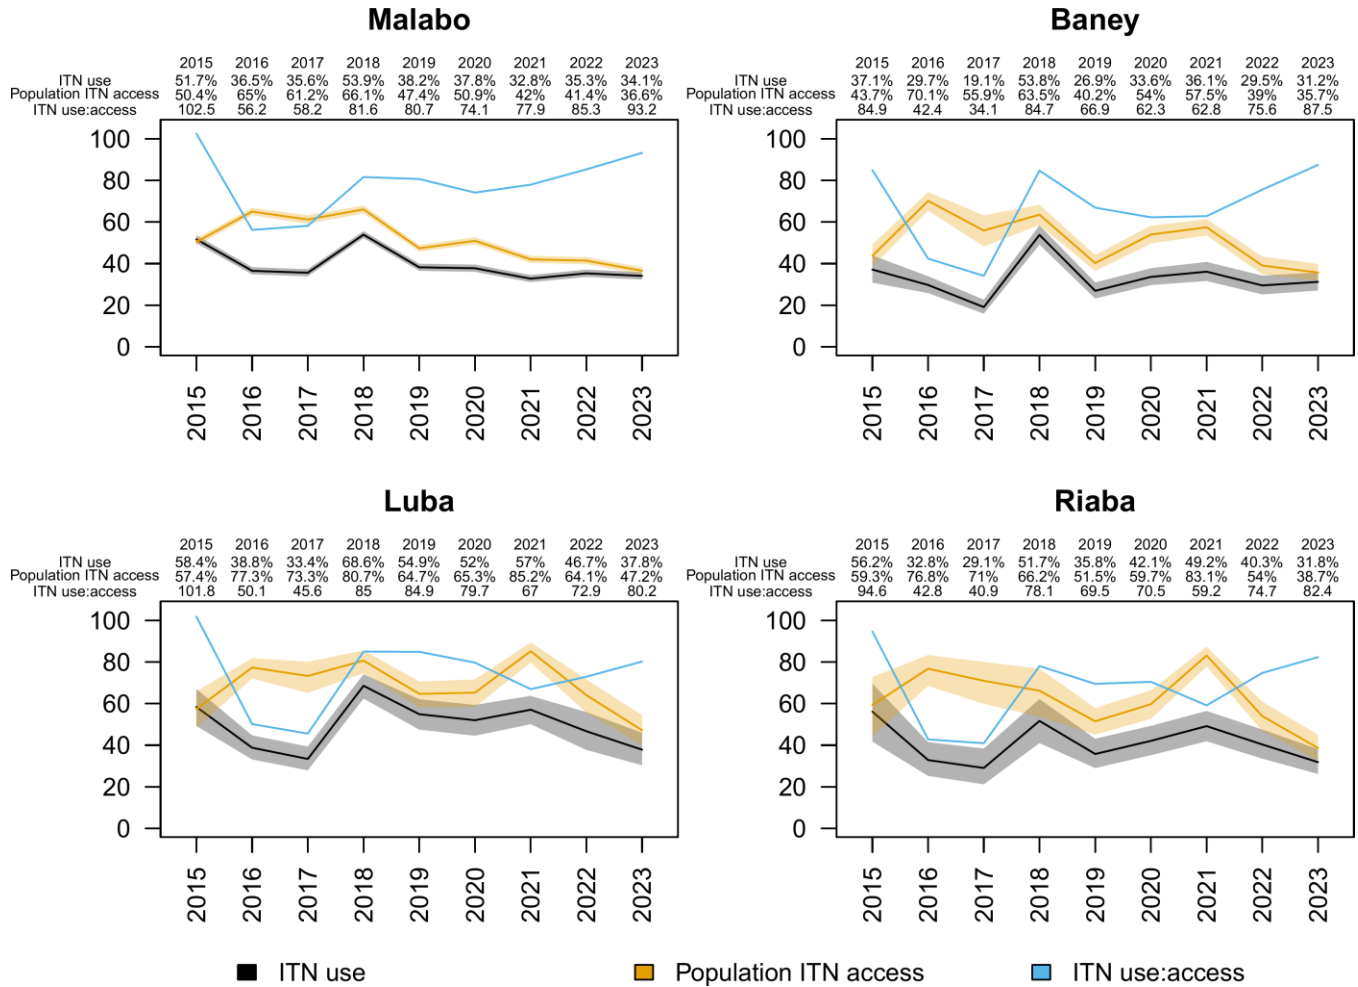 Malabo
2015 2016 2017 2018 2019 2020 2021 2022 2023
ITN use 51.7% 36.5% 35.6% 53.9% 38.2% 37.8% 32.8% 35.3% 34.1%
Population ITN access 50.4% 65% 61.2% 66.1% 47.4% 50.9% 42% 41.4% 36.6%
ITN use:access 102.5 56.2 58.2 81.6 80.7 74.1 77.9 85.3 93.2
100
80
60
40
20
0
2015 2016 2017 2018 2019 2020 2021 2022 2023
Baney
2015 2016 2017 2018 2019 2020 2021 2022 2023
ITN use 37.1% 29.7% 19.1% 53.8% 26.9% 33.6% 36.1% 29.5% 31.2%
Population ITN access 43.7% 70.1% 55.9% 63.5% 40.2% 54% 57.5% 39% 35.7%
ITN use:access 84.9 42.4 34.1 84.7 66.9 62.3 62.8 75.6 87.5
100
80
60
40
20
0
2015 2016 2017 2018 2019 2020 2021 2022 2023
Luba
2015 2016 2017 2018 2019 2020 2021 2022 2023
ITN use 58.4% 38.8% 33.4% 68.6% 54.9% 52% 57% 46.7% 37.8%
Population ITN access 57.4% 77.3% 73.3% 80.7% 64.7% 65.3% 85.2% 64.1% 47.2%
ITN use:access 101.8 50.1 45.6 85 84.9 79.7 67 72.9 80.2
100
80
60
40
20
0
2015 2016 2017 2018 2019 2020 2021 2022 2023
Riaba
2015 2016 2017 2018 2019 2020 2021 2022 2023
ITN use 56.2% 32.8% 29.1% 51.7% 35.8% 42.1% 49.2% 40.3% 31.8%
Population ITN access 59.3% 76.8% 71% 66.2% 51.5% 59.7% 83.1% 54% 38.7%
ITN use:access 94.6 42.8 40.9 78.1 69.5 70.5 59.2 74.7 82.4
100
80
60
40
20
0
2015 2016 2017 2018 2019 2020 2021 2022 2023
ITN use Population ITN access ITN use:access